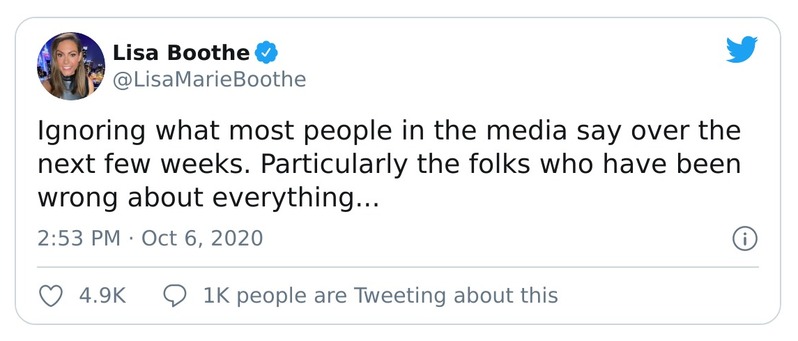 Lisa Boothe
@LisaMarieBoothe
Ignoring what most people in the media say over the
next few weeks. Particularly the folks who have been
wrong about everything...
2:53 PM · Oct 6, 2020
4.9K 1K people are Tweeting about this